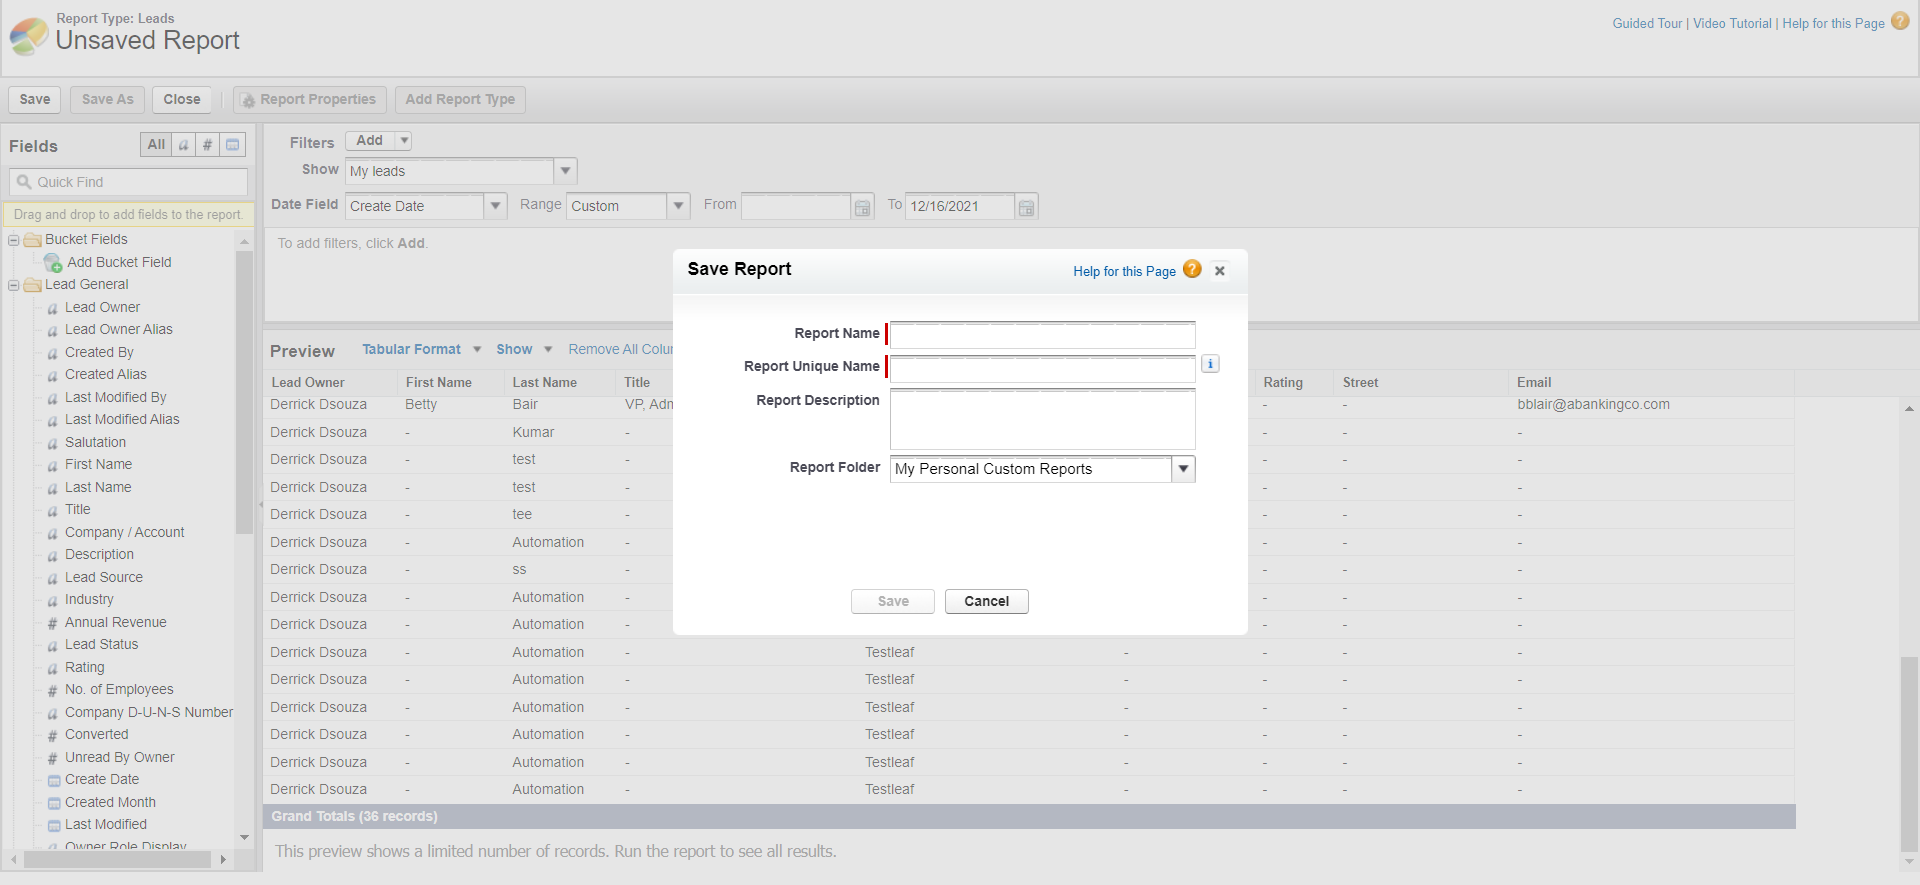 Report Type: Leads
Unsaved Report
Guided Tour | Video Tutorial | Help for this Page ?
Save Save As Close Report Properties Add Report Type
Fields All a #
Quick Find
Drag and drop to add fields to the report.
Bucket Fields
Add Bucket Field
Lead General
a Lead Owner
a Lead Owner Alias
a Created By
a Created Alias
a Last Modified By
a Last Modified Alias
a Salutation
a First Name
a Last Name
a Title
a Company / Account
a Description
a Lead Source
a Industry
# Annual Revenue
a Lead Status
a Rating
# No. of Employees
a Company D-U-N-S Number
# Converted
# Unread By Owner
Create Date
Created Month
Last Modified
Owner Role Display
Filters Add
Show My leads
Date Field Create Date Range Custom From To 12/16/2021
To add filters, click Add.
Preview Tabular Format Show Remove All Colu
Lead Owner First Name Last Name Title Rating Street Email
Derrick Dsouza Betty Bair VP, Adm - - bblair@abankingco.com
Derrick Dsouza - Kumar - - - -
Derrick Dsouza - test - - - -
Derrick Dsouza - test - - - -
Derrick Dsouza - tee - - - -
Derrick Dsouza - Automation - - - -
Derrick Dsouza - ss - - - -
Derrick Dsouza - Automation - - - -
Derrick Dsouza - Automation - - - -
Derrick Dsouza - Automation - Testleaf - - - -
Derrick Dsouza - Automation - Testleaf - - - -
Derrick Dsouza - Automation - Testleaf - - - -
Derrick Dsouza - Automation - Testleaf - - - -
Derrick Dsouza - Automation - Testleaf - - - -
Derrick Dsouza - Automation - Testleaf - - - -
Grand Totals (36 records)
This preview shows a limited number of records. Run the report to see all results.
Save Report Help for this Page ?
Report Name
Report Unique Name i
Report Description
Report Folder My Personal Custom Reports
Save Cancel